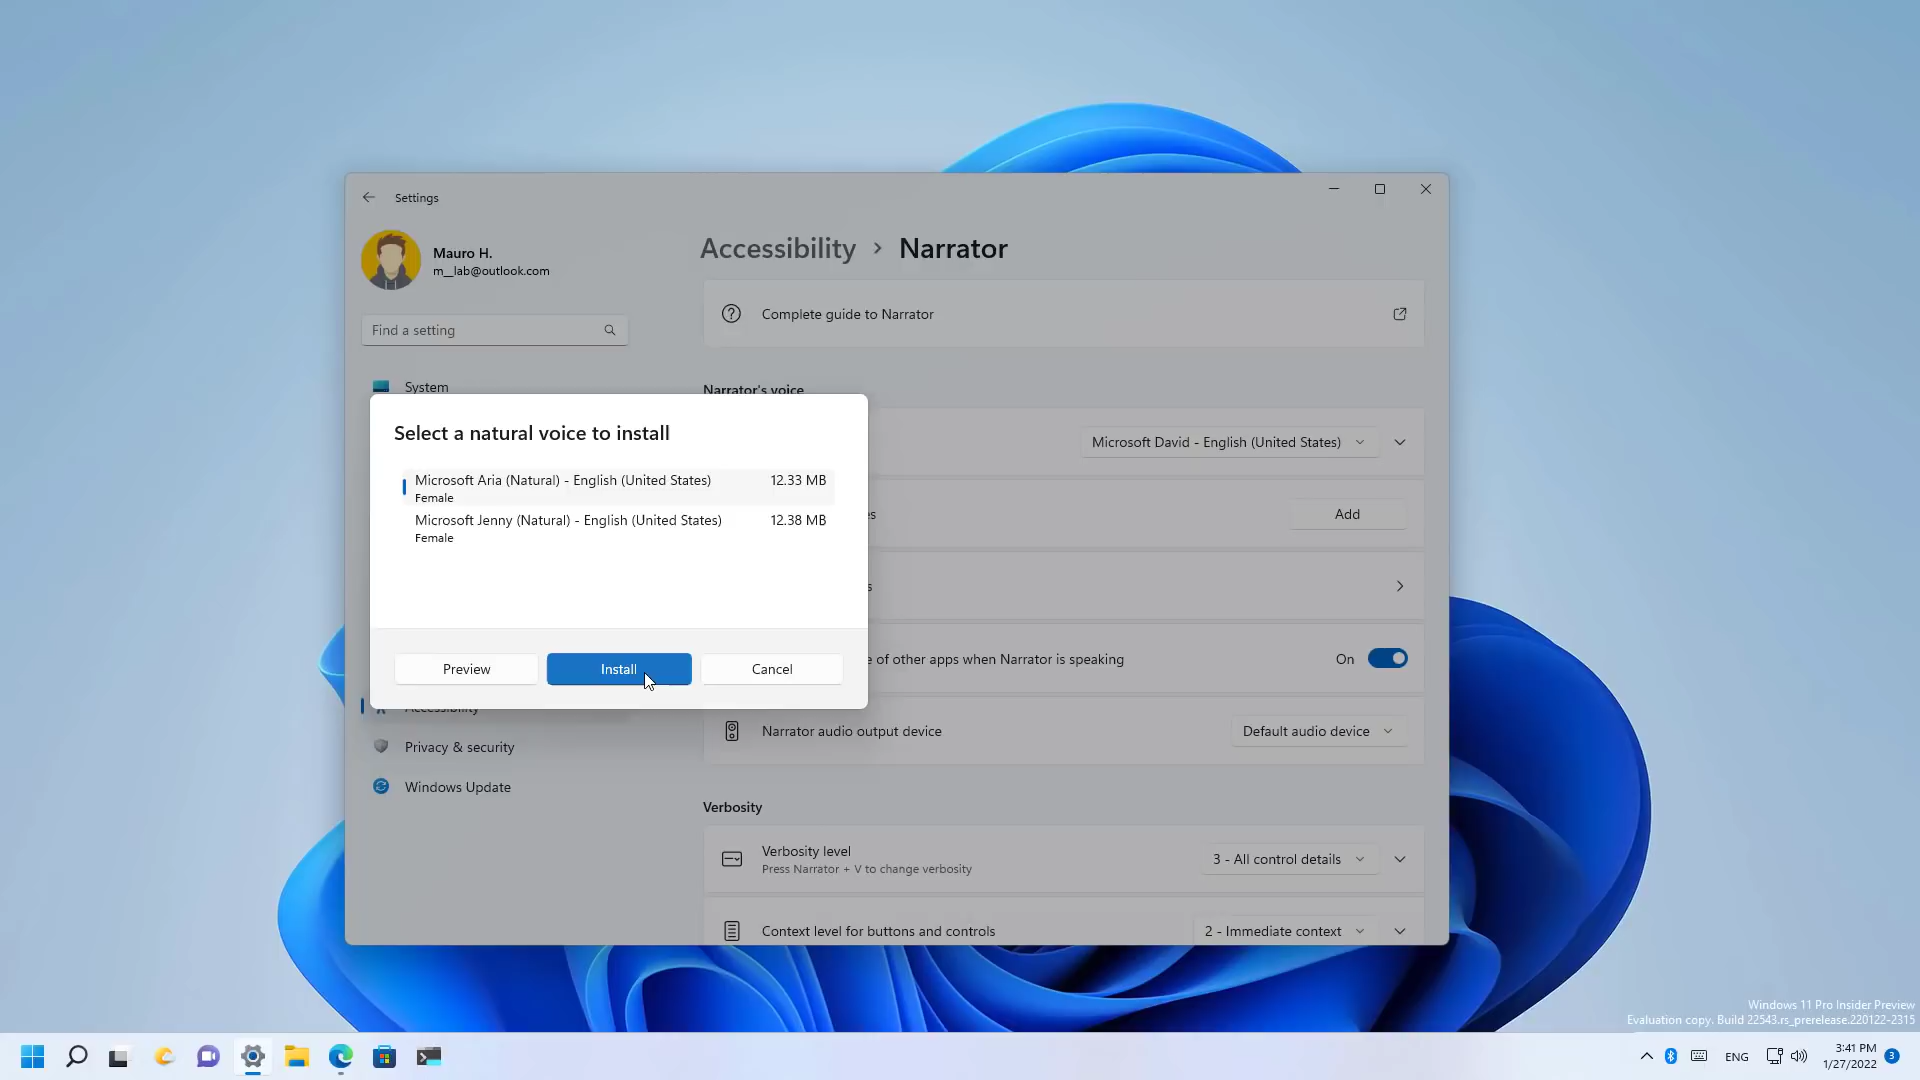 Settings
Mauro H.
m__lab@outlook.com
Find a setting
System
Accessibility
Privacy & security
Windows Update
Accessibility > Narrator
Complete guide to Narrator
Narrator's voice
Microsoft David - English (United States)
Add
e of other apps when Narrator is speaking
On
Narrator audio output device
Default audio device
Verbosity
Verbosity level
Press Narrator + V to change verbosity
3 - All control details
Context level for buttons and controls
2 - Immediate context
Select a natural voice to install
Microsoft Aria (Natural) - English (United States) 12.33 MB
Female
Microsoft Jenny (Natural) - English (United States) 12.38 MB
Female
Preview
Install
Cancel
Windows 11 Pro Insider Preview
Evaluation copy. Build 22543.rs_prerelease.220122-2315
ENG
3:41 PM
1/27/2022
3